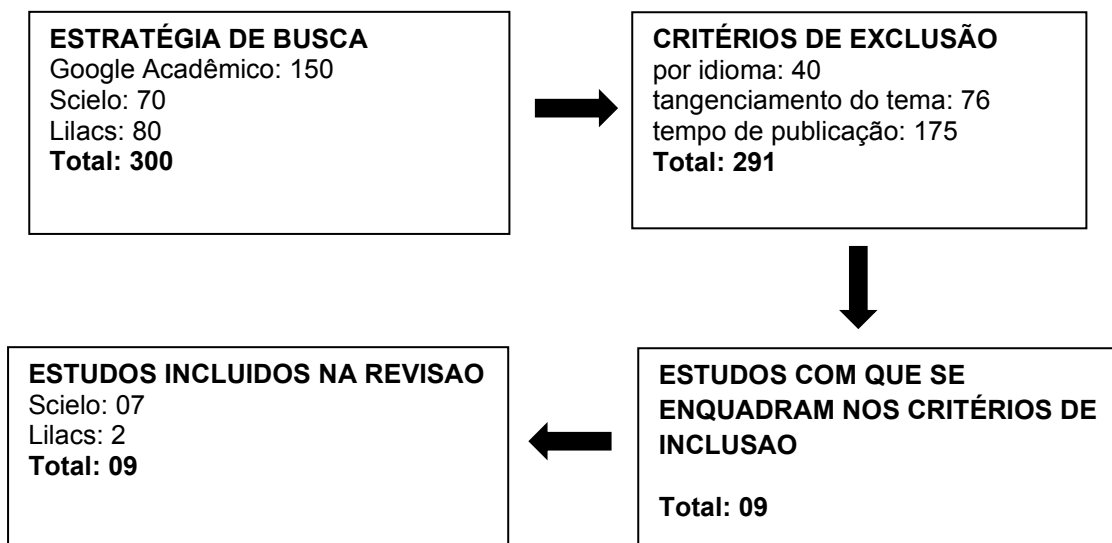 ESTRATÉGIA DE BUSCA
Google Acadêmico: 150
Scielo: 70
Lilacs: 80
Total: 300
CRITÉRIOS DE EXCLUSÃO
por idioma: 40
tangenciamento do tema: 76
tempo de publicação: 175
Total: 291
ESTUDOS COM QUE SE
ENQUADRAM NOS CRITÉRIOS DE
INCLUSAO
Total: 09
ESTUDOS INCLUIDOS NA REVISAO
Scielo: 07
Lilacs: 2
Total: 09